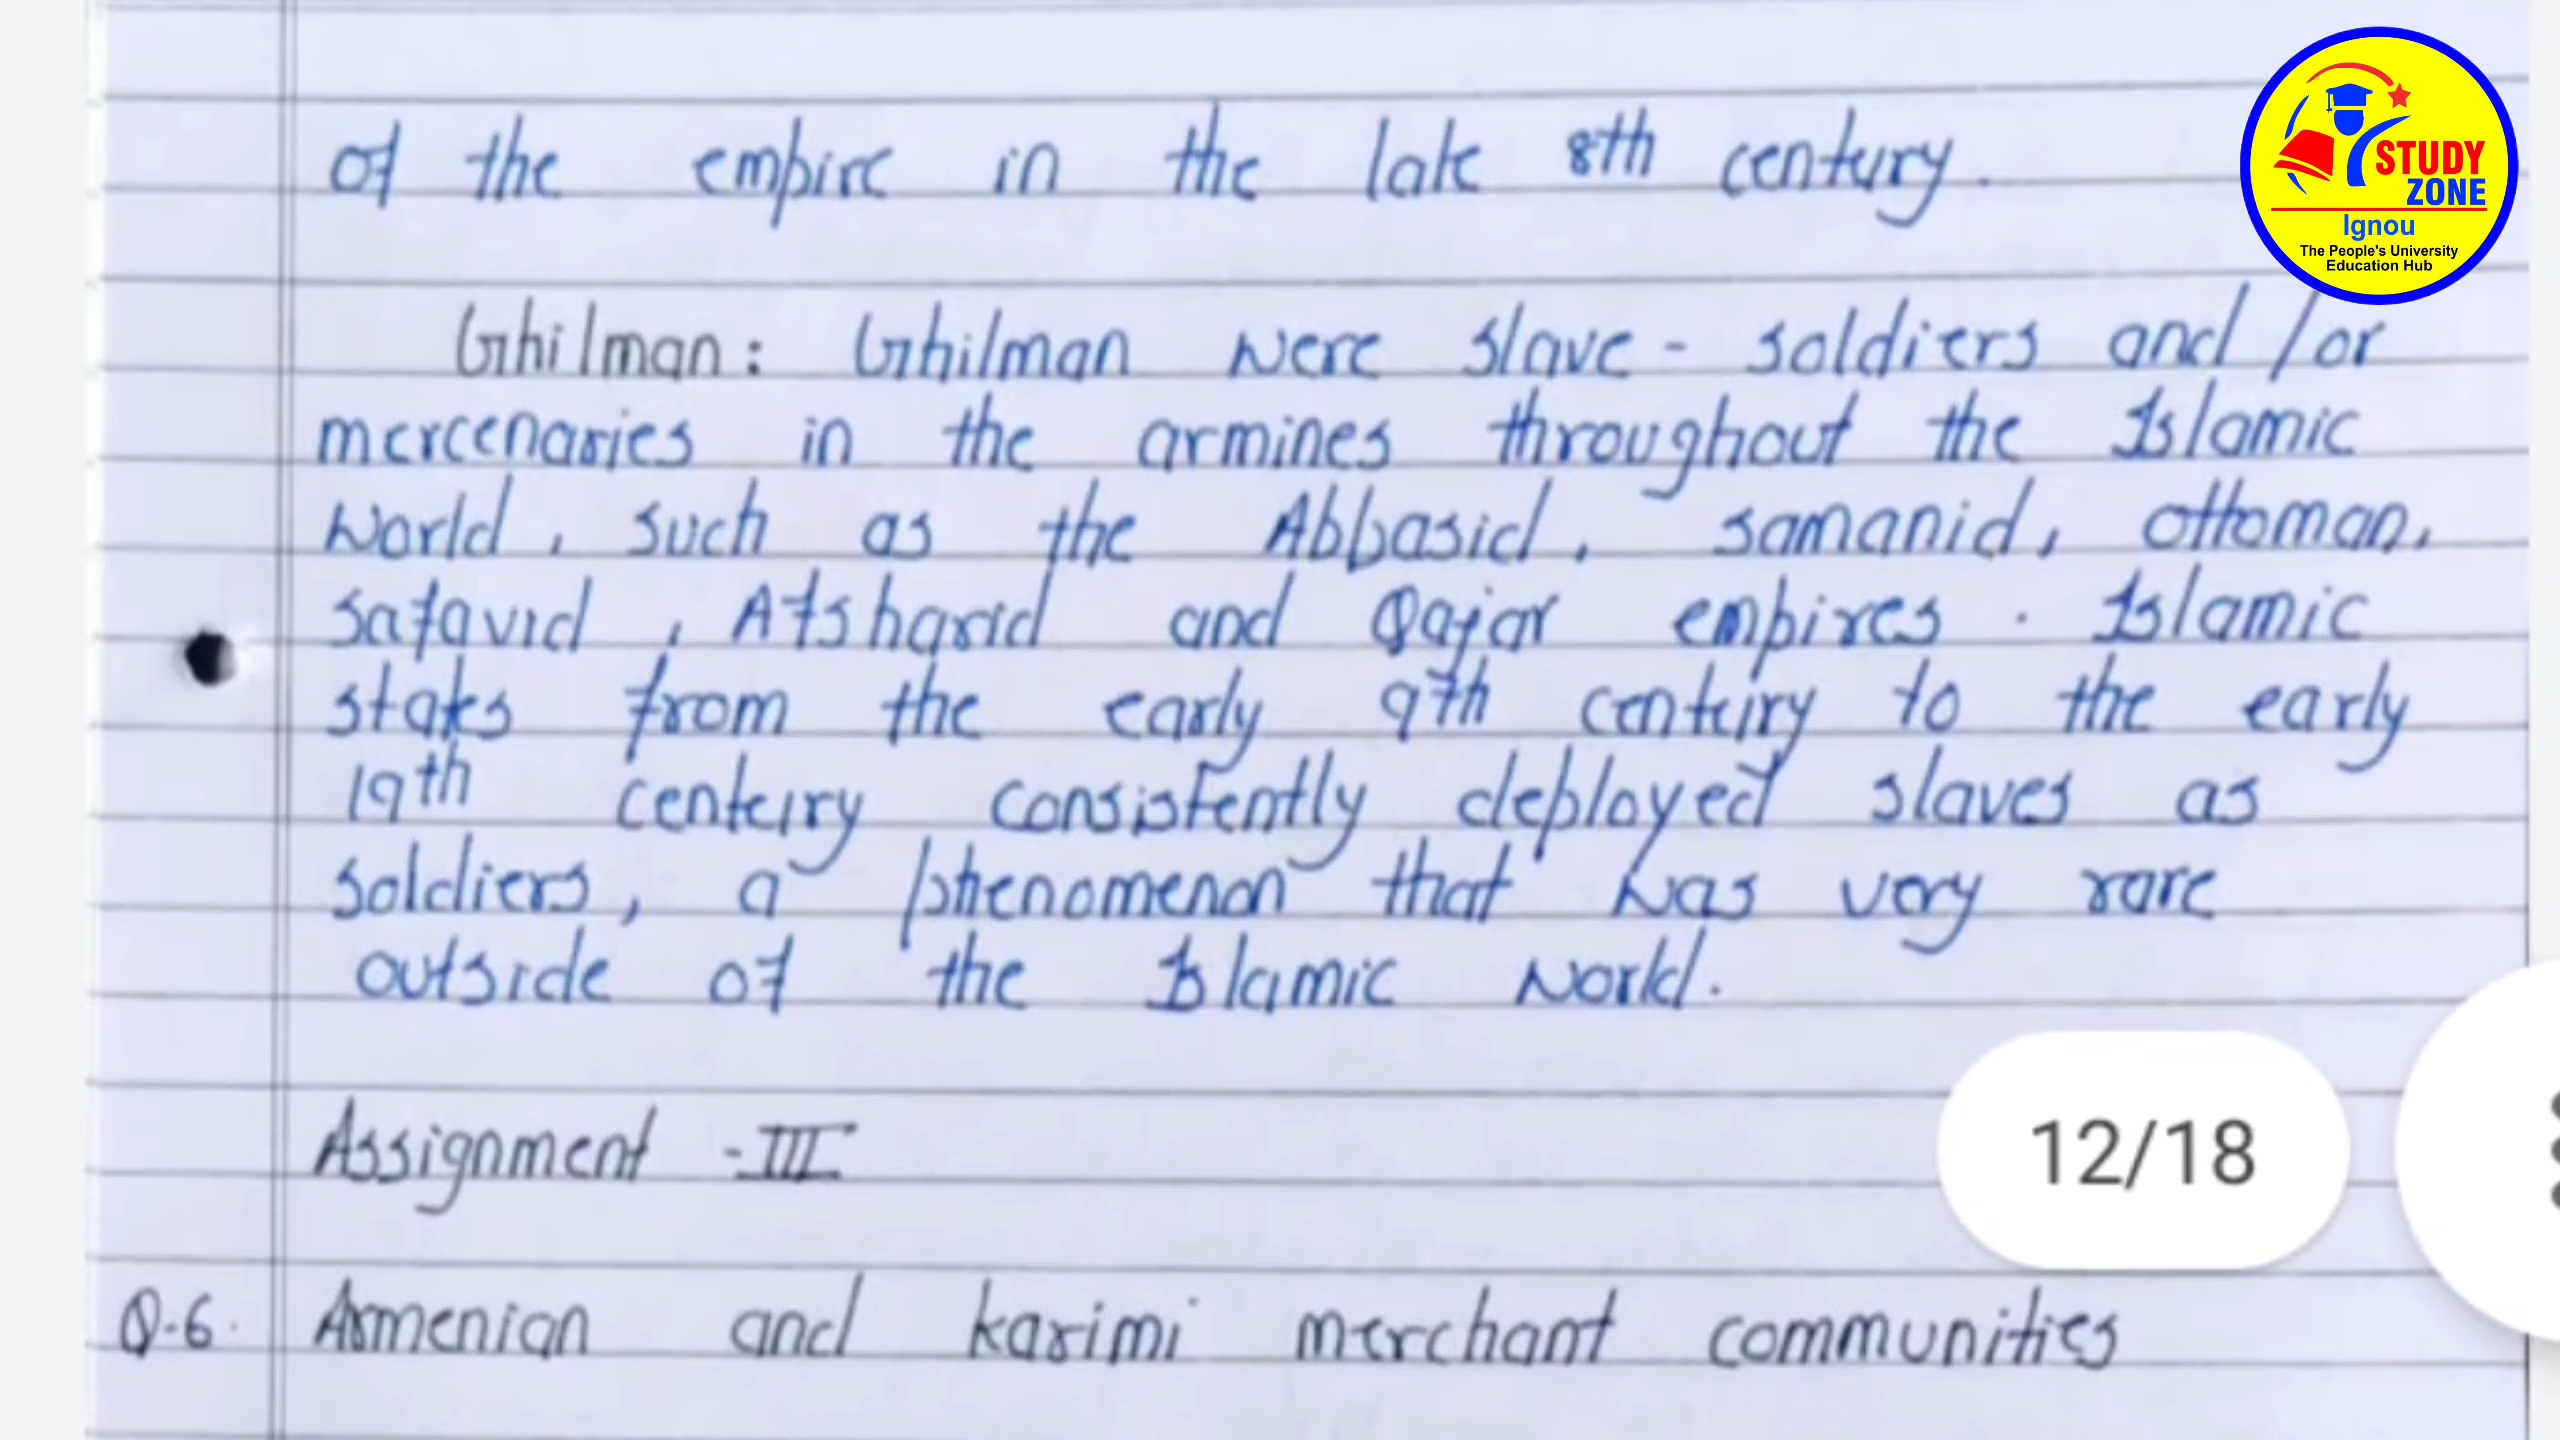 of the empire in the late 8th century.
STUDY
ZONE
Ignou
The People's University
Education Hub
Ghilman: Ghilman were slave - soldiers and /or
mercenaries in the armines throughout the Islamic
world, such as the Abbasid, samanid, ottoman,
safavid, Afsharid and Qajar empires. Islamic
states from the early 9th century to the early
19th century consistently deployed slaves as
soldiers, a phenomenon that was very rare
outside of the Islamic world.
Assignment - III
12/18
Q.6. Armenian and karimi merchant communities